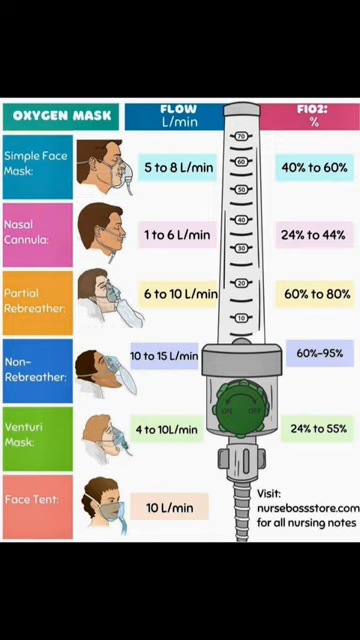 OXYGEN MASK
FLOW
L/min
FIO2:
%
Simple Face
Mask:
5 to 8 L/min
40% to 60%
Nasal
Cannula:
1 to 6 L/min
24% to 44%
Partial
Rebreather:
6 to 10 L/min
60% to 80%
Non-
Rebreather:
10 to 15 L/min
60%-95%
Venturi
Mask:
4 to 10L/min
24% to 55%
Face Tent:
10 L/min
70
60
50
40
30
20
10
ON OFF
Visit:
nursebossstore.com
for all nursing notes